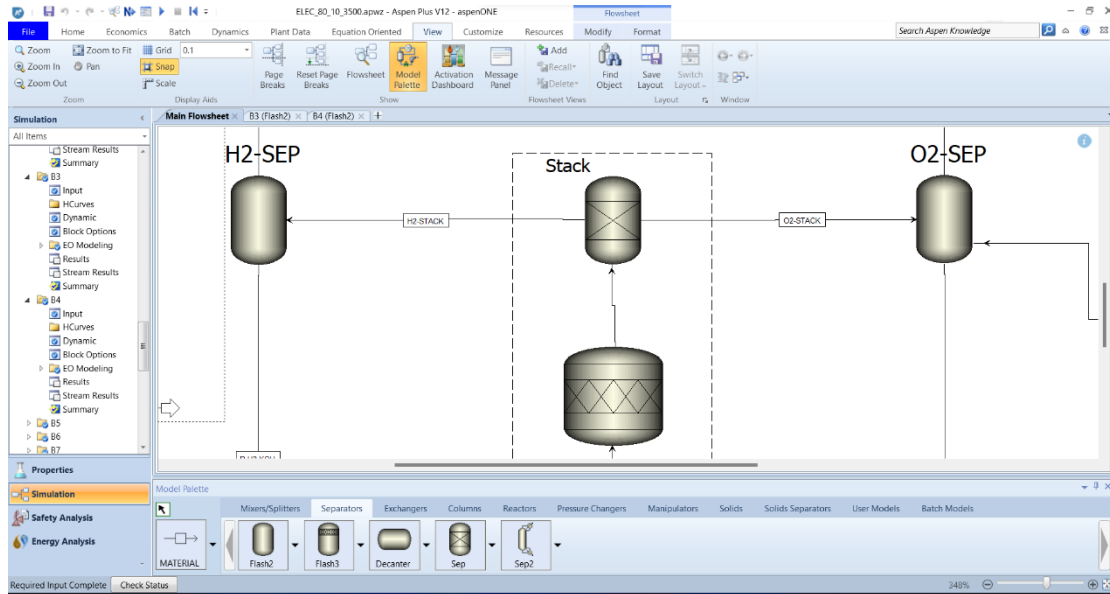 ELEC_80_10_3500.apwz - Aspen Plus V12 - aspenONE
Flowsheet
File Home Economics Batch Dynamics Plant Data Equation Oriented View Customize Resources Modify Format
Search Aspen Knowledge
Zoom Zoom to Fit Grid 0.1
Zoom In Pan Snap
Zoom Out Scale
Page Breaks
Reset Page Breaks
Flowsheet
Model Palette
Activation Dashboard
Message Panel
Add
Recall
Delete
Find Object
Save Layout
Switch Layout
Zoom Display Aids Show Flowsheet Views Layout Window
Simulation
Main Flowsheet B3 (Flash2) B4 (Flash2) +
All Items
Stream Results
Summary
B3
Input
HCurves
Dynamic
Block Options
EO Modeling
Results
Stream Results
Summary
B4
Input
HCurves
Dynamic
Block Options
EO Modeling
Results
Stream Results
Summary
B5
B6
B7
Properties
Simulation
Safety Analysis
Energy Analysis
H2-SEP
Stack
O2-SEP
H2-STACK
O2-STACK
Model Palette
Mixers/Splitters Separators Exchangers Columns Reactors Pressure Changers Manipulators Solids Solids Separators User Models Batch Models
MATERIAL Flash2 Flash3 Decanter Sep Sep2
Required Input Complete Check Status 348%